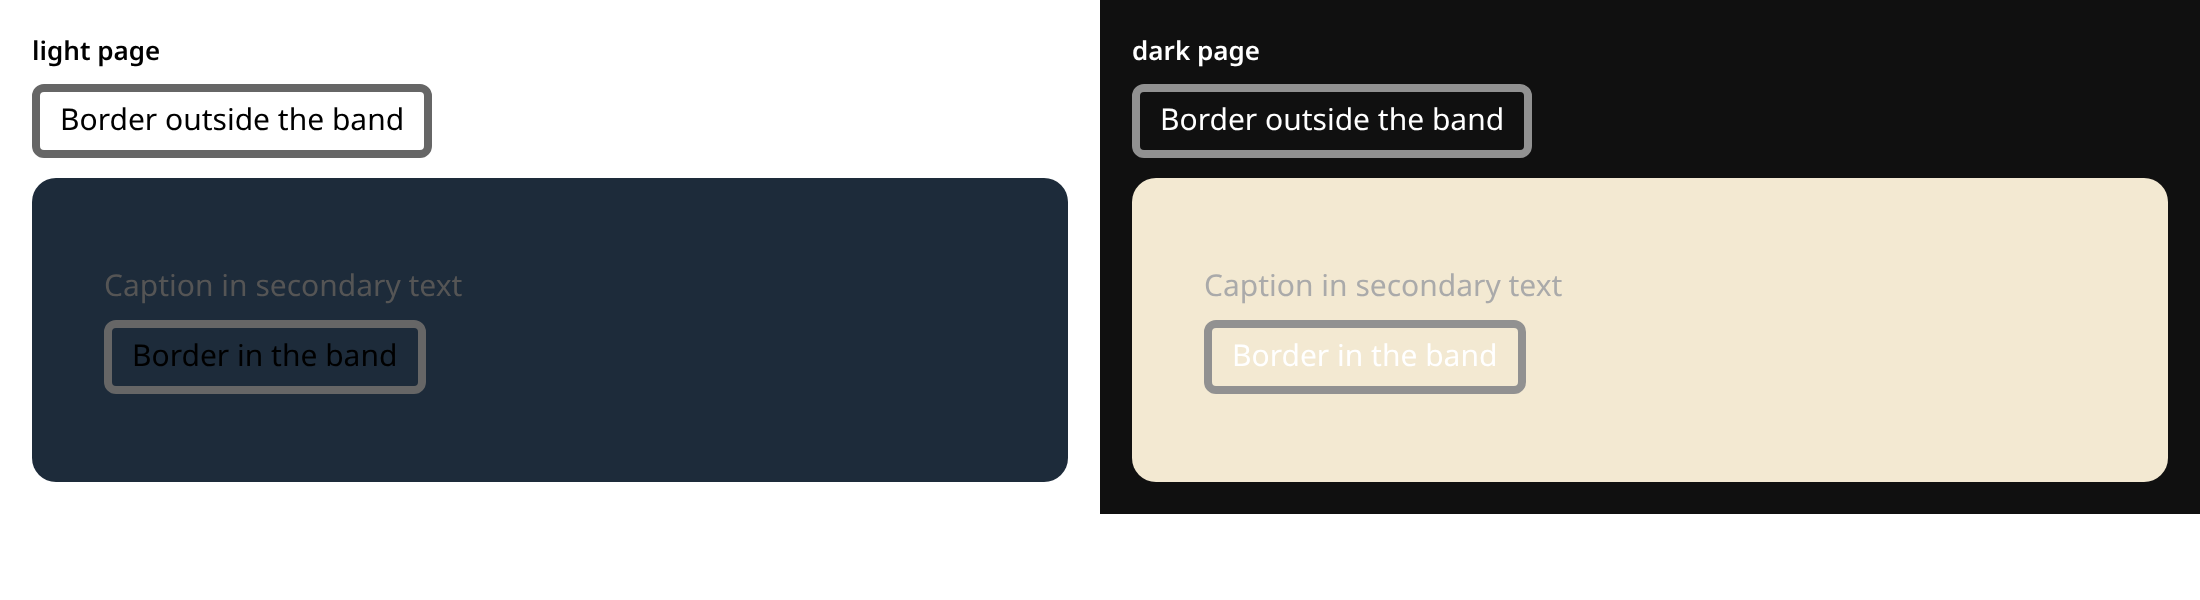 light page
Border outside the band
Caption in secondary text
Border in the band
dark page
Border outside the band
Caption in secondary text
Border in the band